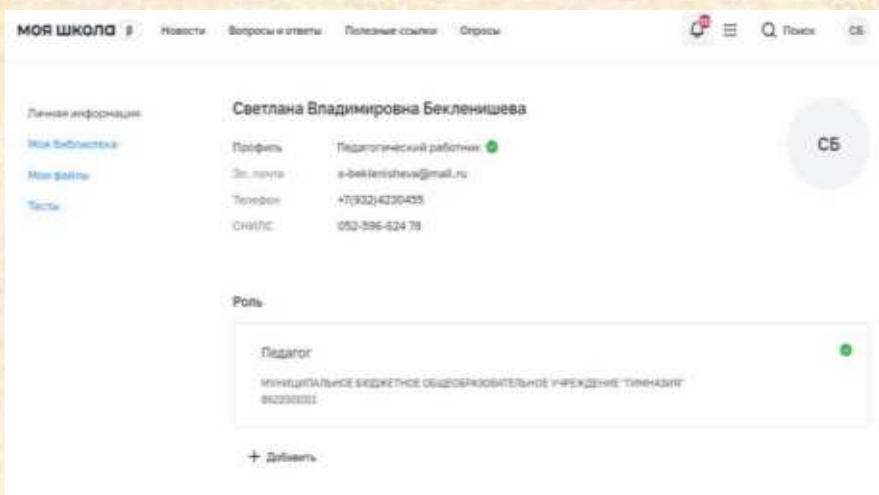 МОЯ ШКОЛА β Новости Вопросы и ответы Полезные ссылки Опросы Поиск СБ
Личная информация
Моя библиотека
Мои файлы
Тесты
Светлана Владимировна Бекленищева
СБ
Профиль Педагогический работник
Эл. почта s-beklenisheva@mail.ru
Телефон +7(932)4230455
СНИЛС 052-596-624 78
Роль
Педагог
МУНИЦИПАЛЬНОЕ БЮДЖЕТНОЕ ОБЩЕОБРАЗОВАТЕЛЬНОЕ УЧРЕЖДЕНИЕ "ГИМНАЗИЯ"
+ Добавить